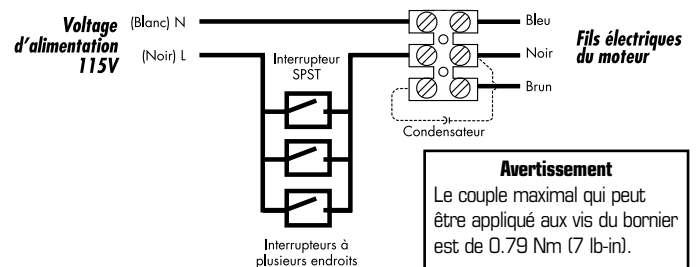 Voltage
d'alimentation
115V
(Blanc) N
(Noir) L
Interrupteur
SPST
Interrupteurs à
plusieurs endroits
Bleu
Noir
Brun
Fils électriques
du moteur
Condensateur
Avertissement
Le couple maximal qui peut
être appliqué aux vis du bornier
est de 0.79 Nm (7 lb-in).